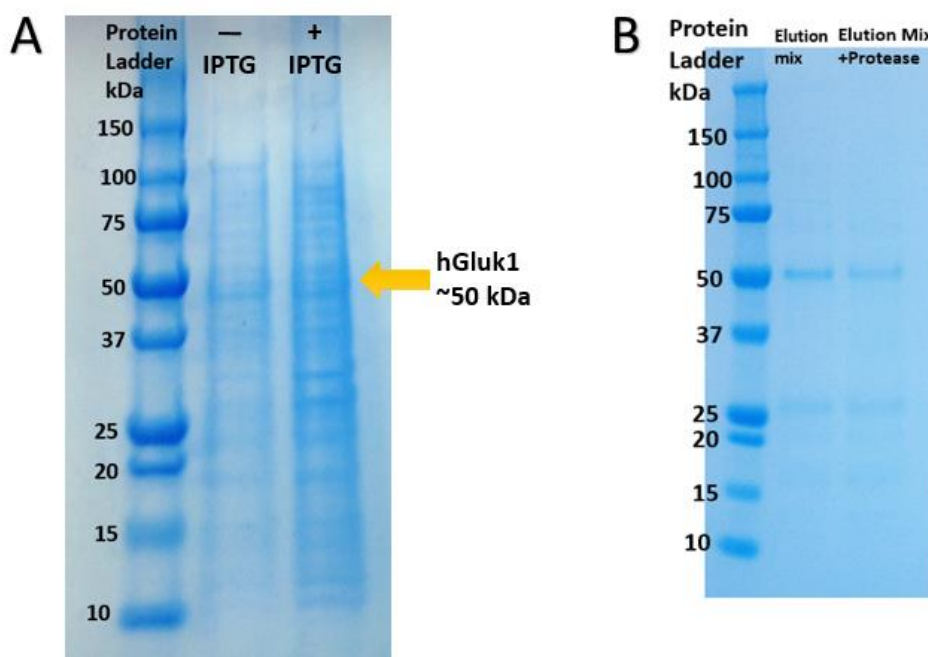 A
Protein
Ladder
kDa
— +
IPTG IPTG
150
100
75
50
37
25
20
15
10
hGluk1
~50 kDa
B
Protein
Ladder
kDa
Elution
mix
Elution Mix
+Protease
150
100
75
50
37
25
20
15
10